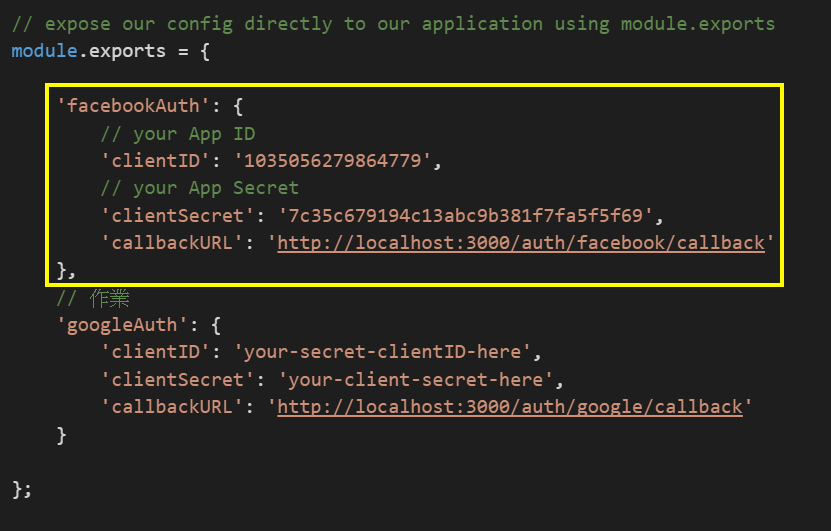 // expose our config directly to our application using module.exports
module.exports = {
'facebookAuth': {
// your App ID
'clientID': '1035056279864779',
// your App Secret
'clientSecret': '7c35c679194c13abc9b381f7fa5f5f69',
'callbackURL': 'http://localhost:3000/auth/facebook/callback'
},
// 作業
'googleAuth': {
'clientID': 'your-secret-clientID-here',
'clientSecret': 'your-client-secret-here',
'callbackURL': 'http://localhost:3000/auth/google/callback'
}
};